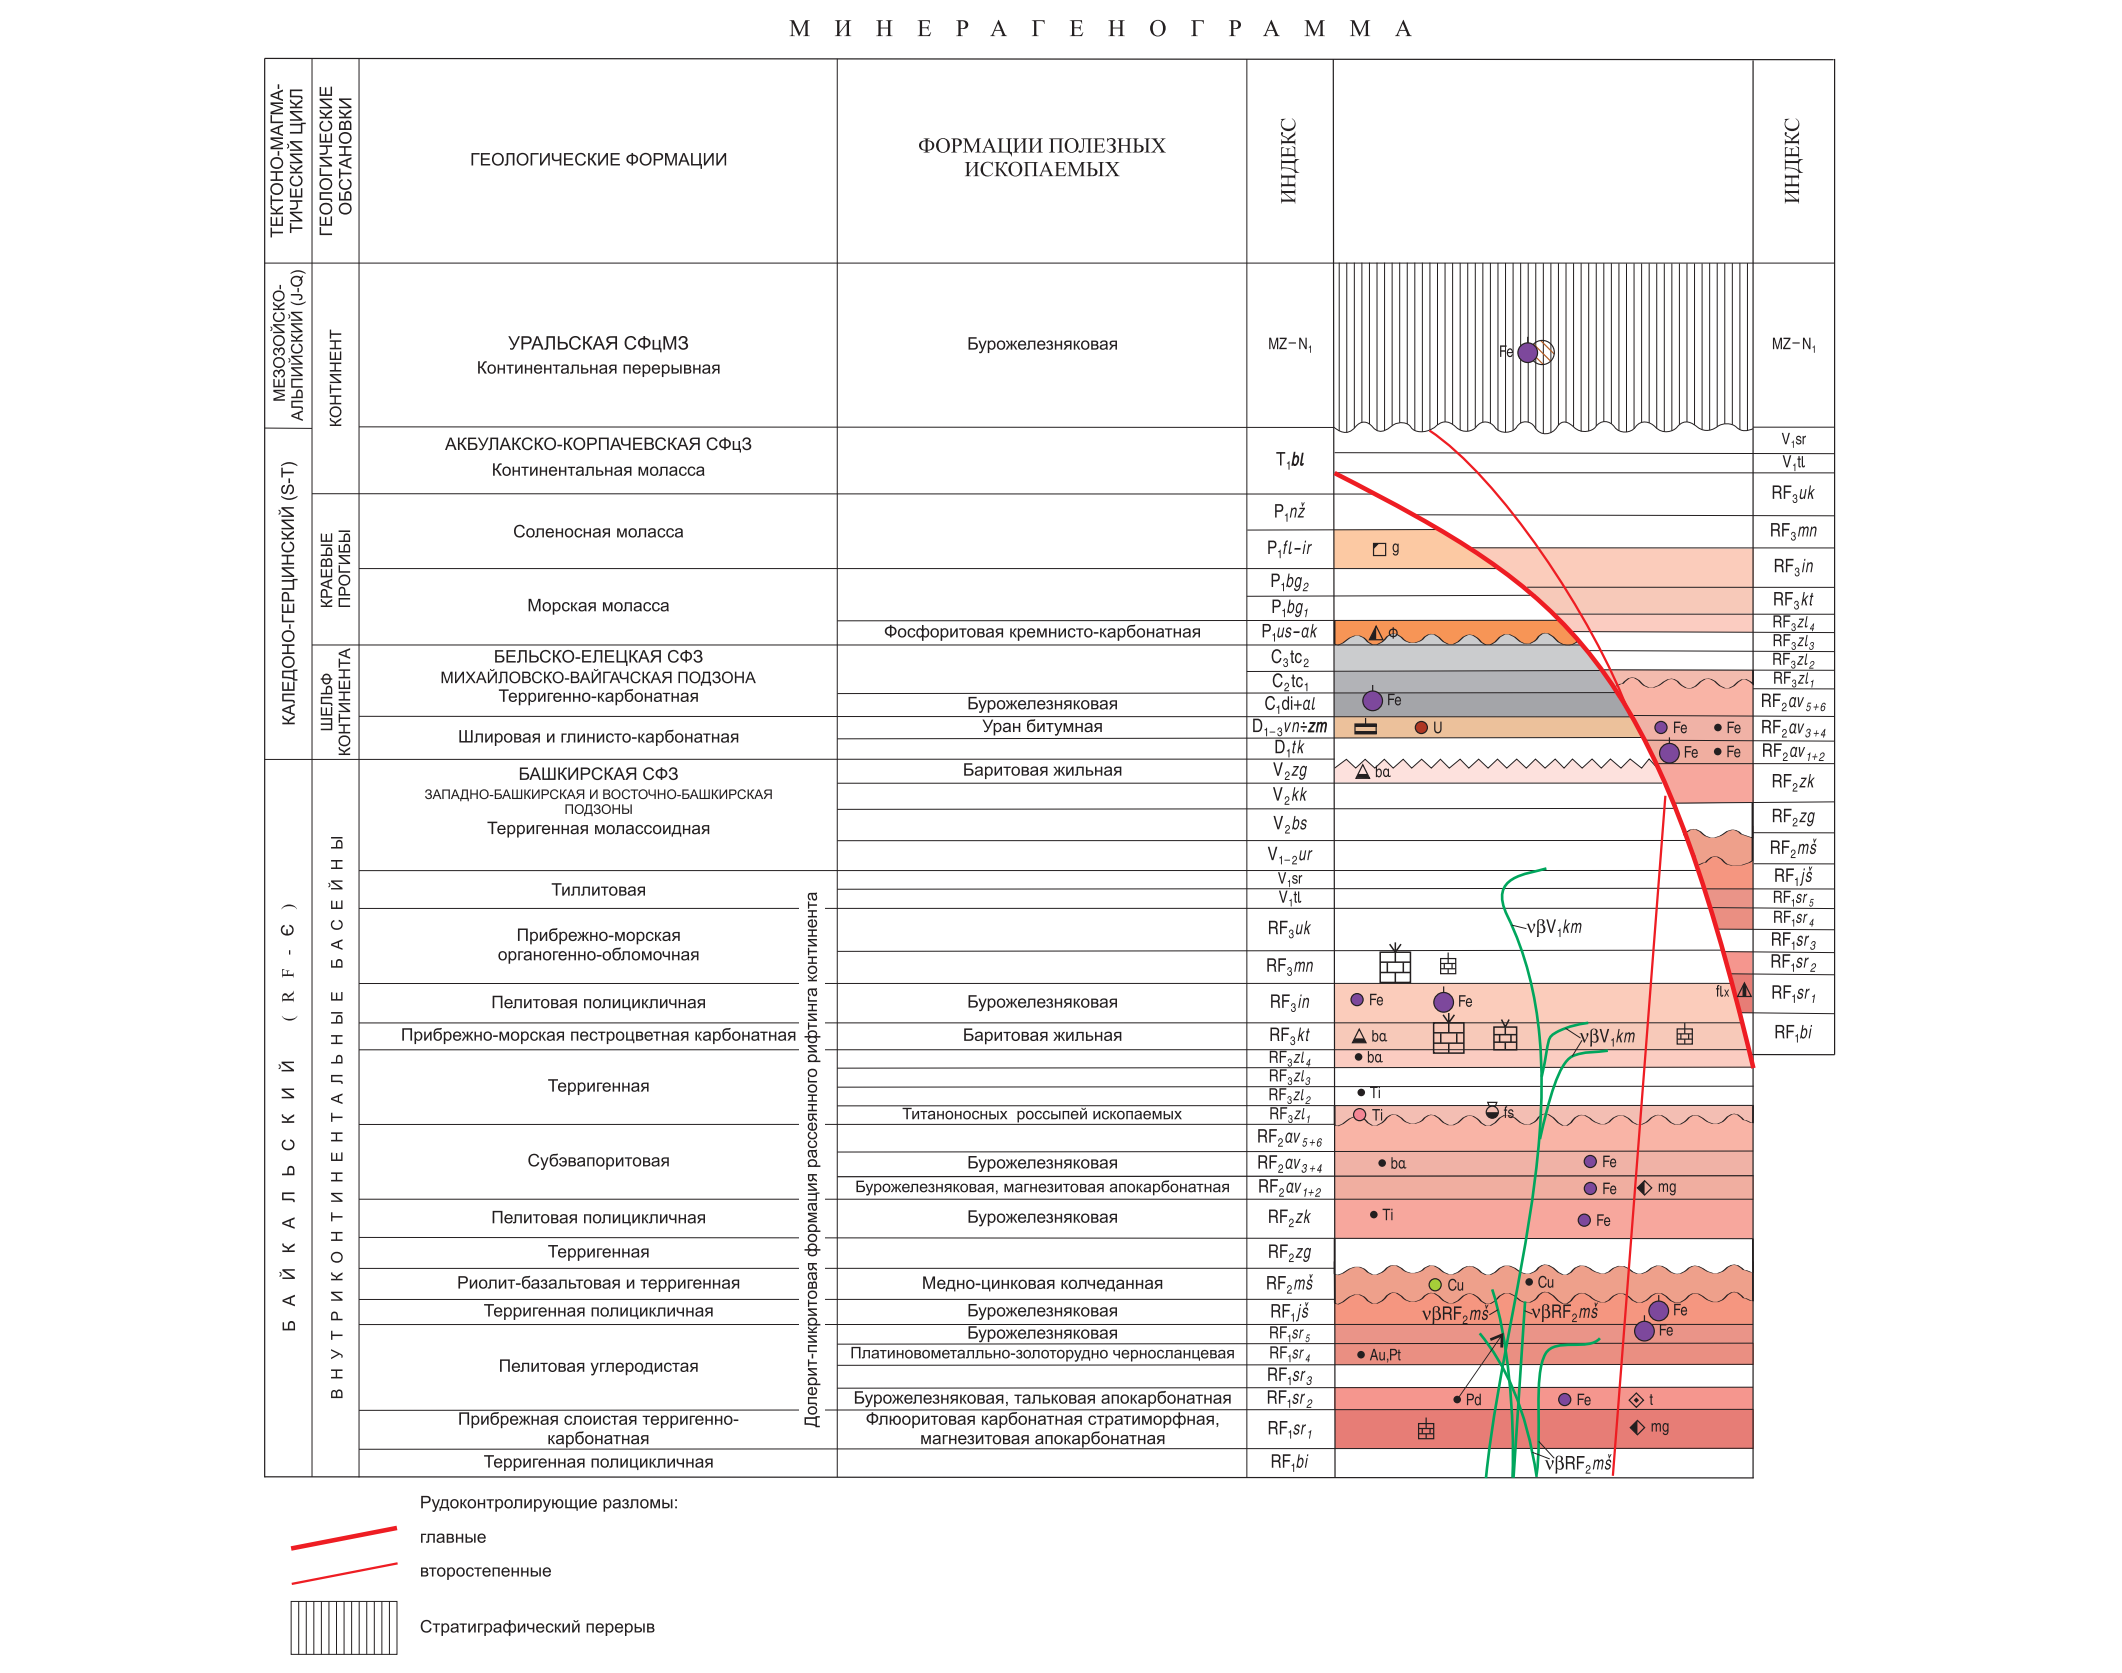 МИНЕРАГЕНОГРАММА
ТЕКТОНО-МАГМА-
ТИЧЕСКИЙ ЦИКЛ
ГЕОЛОГИЧЕСКИЕ
ОБСТАНОВКИ
ГЕОЛОГИЧЕСКИЕ ФОРМАЦИИ
ФОРМАЦИИ ПОЛЕЗНЫХ
ИСКОПАЕМЫХ
ИНДЕКС
ИНДЕКС
МЕЗОЗОЙСКО-
АЛЬПИЙСКИЙ (J-Q)
КОНТИНЕНТ
УРАЛЬСКАЯ СФцМЗ
Континентальная перерывная
Бурожелезняковая
MZ–N₁
Fe
MZ–N₁
КАЛЕДОНО-ГЕРЦИНСКИЙ (S-T)
АКБУЛАКСКО-КОРПАЧЕВСКАЯ СФцЗ
Континентальная моласса
T₁bl
V₁sr
V₁tl
КРАЕВЫЕ
ПРОГИБЫ
Соленосная моласса
P₁nž
P₁fl–ir
g
RF₃uk
RF₃mn
RF₃in
Морская моласса
P₁bg₂
P₁bg₁
RF₃kt
Фосфоритовая кремнисто-карбонатная
P₁us–ak
Ф
RF₃zl₄
RF₃zl₃
ШЕЛЬФ
КОНТИНЕНТА
БЕЛЬСКО-ЕЛЕЦКАЯ СФЗ
МИХАЙЛОВСКО-ВАЙГАЧСКАЯ ПОДЗОНА
Терригенно-карбонатная
C₃tc₂
C₂tc₁
RF₃zl₂
RF₃zl₁
Бурожелезняковая
C₁di+al
Fe
RF₂av₅₊₆
Шлировая и глинисто-карбонатная
Уран битумная
D₁₋₃vn÷zm
U
Fe
Fe
RF₂av₃₊₄
D₁tk
Fe
Fe
RF₂av₁₊₂
БАЙКАЛЬСКИЙ (RF-Є)
ВНУТРИКОНТИНЕНТАЛЬНЫЕ БАСЕЙНЫ
БАШКИРСКАЯ СФЗ
ЗАПАДНО-БАШКИРСКАЯ И ВОСТОЧНО-БАШКИРСКАЯ
ПОДЗОНЫ
Терригенная молассоидная
Баритовая жильная
V₂zg
ba
V₂kk
V₂bs
V₁₋₂ur
RF₂zk
RF₂zg
RF₂mš
Тиллитовая
V₁sr
V₁tl
RF₁jš
RF₁sr₅
Долерит-пикритовая формация рассеянного рифтинга континента
Прибрежно-морская
органогенно-обломочная
RF₃uk
νβV₁km
RF₃mn
RF₁sr₄
RF₁sr₃
RF₁sr₂
Пелитовая полицикличная
Бурожелезняковая
RF₃in
Fe
Fe
flx
RF₁sr₁
Прибрежно-морская пестроцветная карбонатная
Баритовая жильная
RF₃kt
ba
νβV₁km
RF₁bi
Терригенная
RF₃zl₄
ba
RF₃zl₃
RF₃zl₂
Ti
Титаноносных россыпей ископаемых
RF₃zl₁
Ti
fs
Субэвапоритовая
RF₂av₅₊₆
Бурожелезняковая
RF₂av₃₊₄
ba
Fe
Бурожелезняковая, магнезитовая апокарбонатная
RF₂av₁₊₂
Fe
mg
Пелитовая полицикличная
Бурожелезняковая
RF₂zk
Ti
Fe
Терригенная
RF₂zg
Риолит-базальтовая и терригенная
Медно-цинковая колчеданная
RF₂mš
Cu
Cu
Терригенная полицикличная
Бурожелезняковая
RF₁jš
νβRF₂mš
νβRF₂mš
Fe
Пелитовая углеродистая
Бурожелезняковая
RF₁sr₅
Fe
Платиновометалльно-золоторудно черносланцевая
RF₁sr₄
Au,Pt
RF₁sr₃
Бурожелезняковая, тальковая апокарбонатная
RF₁sr₂
Pd
Fe
t
Прибрежная слоистая терригенно-
карбонатная
Флюоритовая карбонатная стратиморфная,
магнезитовая апокарбонатная
RF₁sr₁
mg
Терригенная полицикличная
RF₁bi
νβRF₂mš
Рудоконтролирующие разломы:
главные
второстепенные
Стратиграфический перерыв